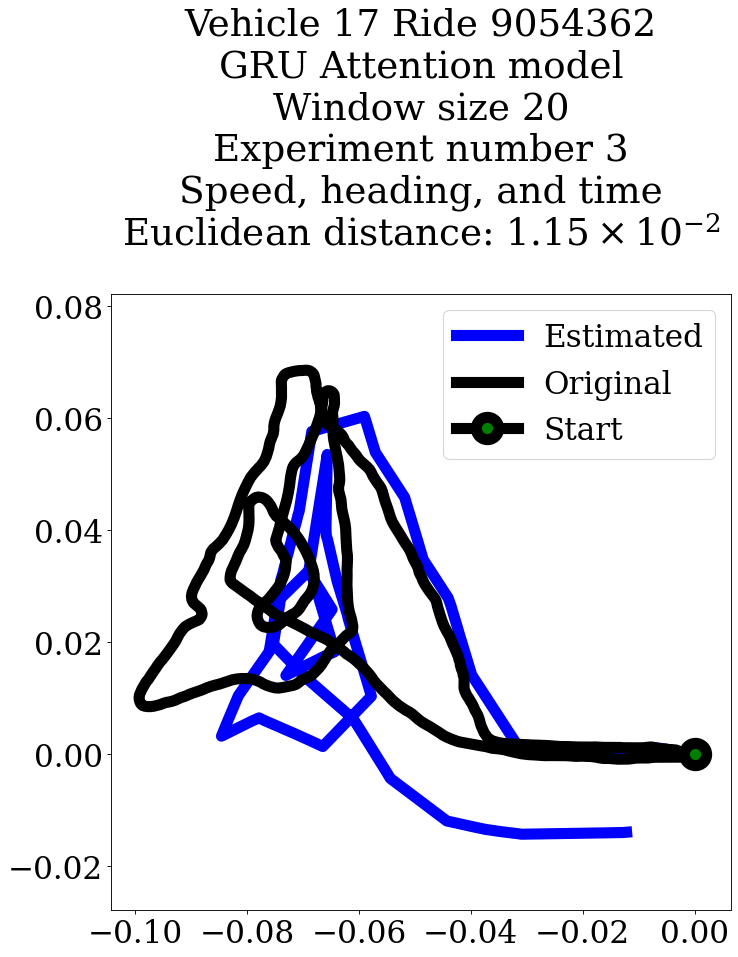 Vehicle 17 Ride 9054362
GRU Attention model
Window size 20
Experiment number 3
Speed, heading, and time
Euclidean distance: 1.15 × 10⁻²
0.08
0.06
0.04
0.02
0.00
−0.02
Estimated
Original
Start
−0.10 −0.08 −0.06 −0.04 −0.02 0.00